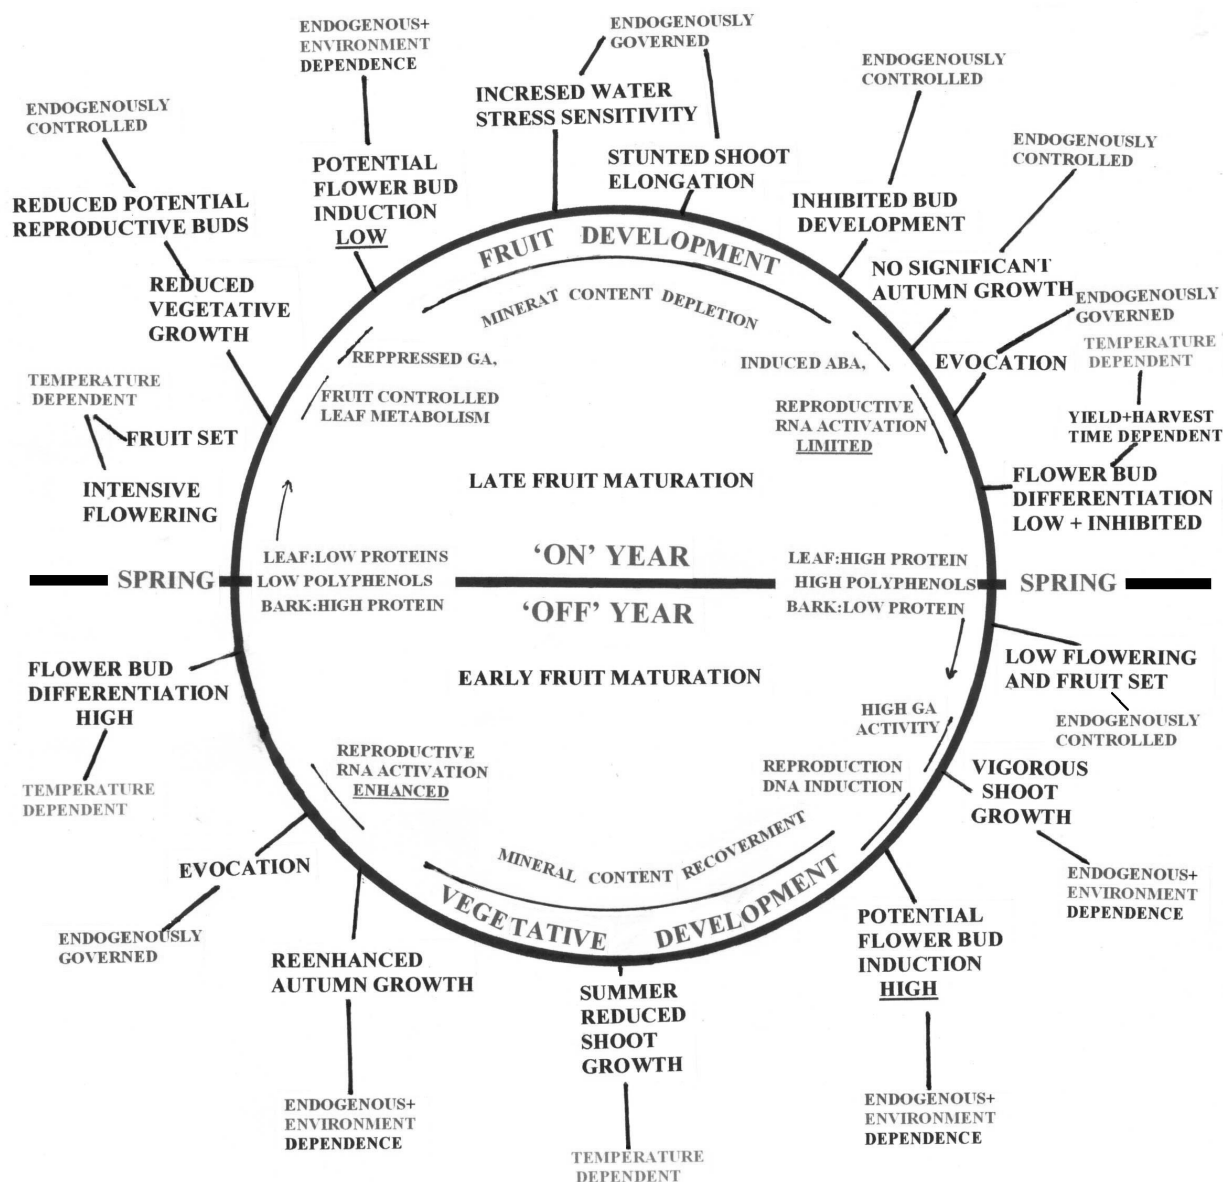 ENDOGENOUS+
ENVIRONMENT
DEPENDENCE
ENDOGENOUSLY
GOVERNED
ENDOGENOUSLY
CONTROLLED
INCRESED WATER
STRESS SENSITIVITY
ENDOGENOUSLY
CONTROLLED
ENDOGENOUSLY
CONTROLLED
POTENTIAL
FLOWER BUD
INDUCTION
LOW
STUNTED SHOOT
ELONGATION
REDUCED POTENTIAL
REPRODUCTIVE BUDS
INHIBITED BUD
DEVELOPMENT
FRUIT DEVELOPMENT
NO SIGNIFICANT
AUTUMN GROWTH
REDUCED
VEGETATIVE
GROWTH
MINERAT CONTENT DEPLETION
ENDOGENOUSLY
GOVERNED
REPPRESSED GA,
INDUCED ABA,
EVOCATION
TEMPERATURE
DEPENDENT
TEMPERATURE
DEPENDENT
FRUIT CONTROLLED
LEAF METABOLISM
REPRODUCTIVE
RNA ACTIVATION
LIMITED
YIELD+HARVEST
TIME DEPENDENT
FRUIT SET
INTENSIVE
FLOWERING
LATE FRUIT MATURATION
FLOWER BUD
DIFFERENTIATION
LOW + INHIBITED
LEAF:LOW PROTEINS
LOW POLYPHENOLS
BARK:HIGH PROTEIN
‘ON’ YEAR
LEAF:HIGH PROTEIN
HIGH POLYPHENOLS
BARK:LOW PROTEIN
SPRING
SPRING
‘OFF’ YEAR
FLOWER BUD
DIFFERENTIATION
HIGH
EARLY FRUIT MATURATION
LOW FLOWERING
AND FRUIT SET
HIGH GA
ACTIVITY
ENDOGENOUSLY
CONTROLLED
TEMPERATURE
DEPENDENT
REPRODUCTIVE
RNA ACTIVATION
ENHANCED
REPRODUCTION
DNA INDUCTION
VIGOROUS
SHOOT
GROWTH
MINERAL CONTENT RECOVERMENT
EVOCATION
VEGETATIVE DEVELOPMENT
ENDOGENOUS+
ENVIRONMENT
DEPENDENCE
ENDOGENOUSLY
GOVERNED
REENHANCED
AUTUMN GROWTH
POTENTIAL
FLOWER BUD
INDUCTION
HIGH
SUMMER
REDUCED
SHOOT
GROWTH
ENDOGENOUS+
ENVIRONMENT
DEPENDENCE
ENDOGENOUS+
ENVIRONMENT
DEPENDENCE
TEMPERATURE
DEPENDENT